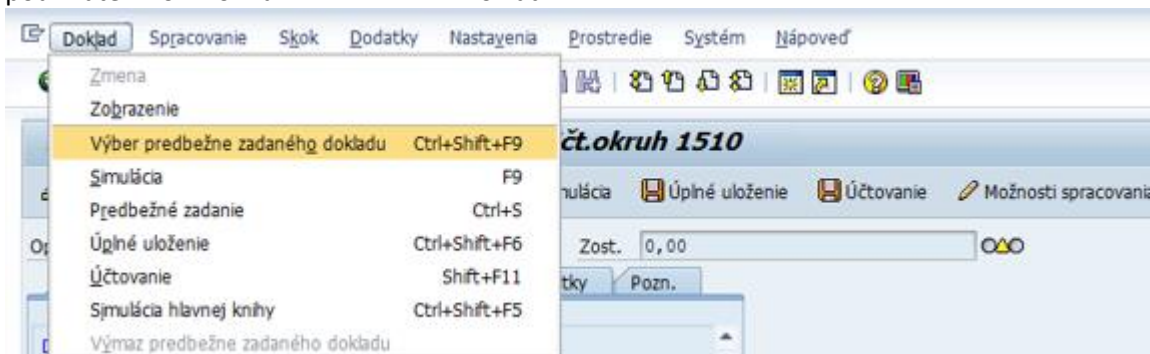 Doklad Spracovanie Skok Dodatky Nastavenia Prostredie Systém Nápoveď
Zmena
Zobrazenie
Výber predbežne zadaného dokladu Ctrl+Shift+F9
čt.okruh 1510
Simulácia F9
Úplné uloženie Účtovanie Možnosti spracovania
Predbežné zadanie Ctrl+S
Úplné uloženie Ctrl+Shift+F6
Zost. 0,00
Účtovanie Shift+F11
tky Pozn.
Simulácia hlavnej knihy Ctrl+Shift+F5
Výmaz predbežne zadaného dokladu